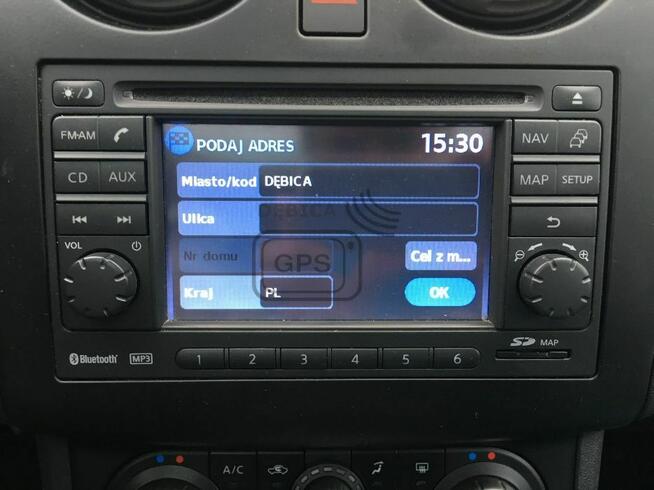 PODAJ ADRES 15:30
FM·AM NAV
CD AUX Miasto/kod DĘBICA MAP SETUP
DĘBICA
Ulica
VOL
Nr domu Cel z m...
GPS
Kraj PL OK
Bluetooth MP3 1 2 3 4 5 6 SD MAP
A/C